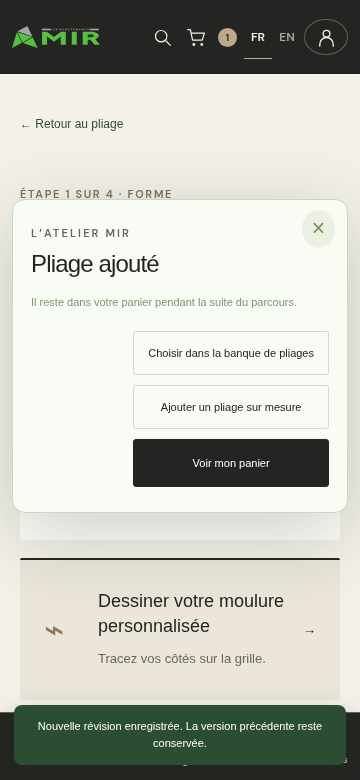 MIR
1
FR
EN
← Retour au pliage
ÉTAPE 1 SUR 4 · FORME
L'ATELIER MIR
Pliage ajouté
Il reste dans votre panier pendant la suite du parcours.
Choisir dans la banque de pliages
Ajouter un pliage sur mesure
Voir mon panier
Dessiner votre moulure
personnalisée
→
Tracez vos côtés sur la grille.
Nouvelle révision enregistrée. La version précédente reste
conservée.